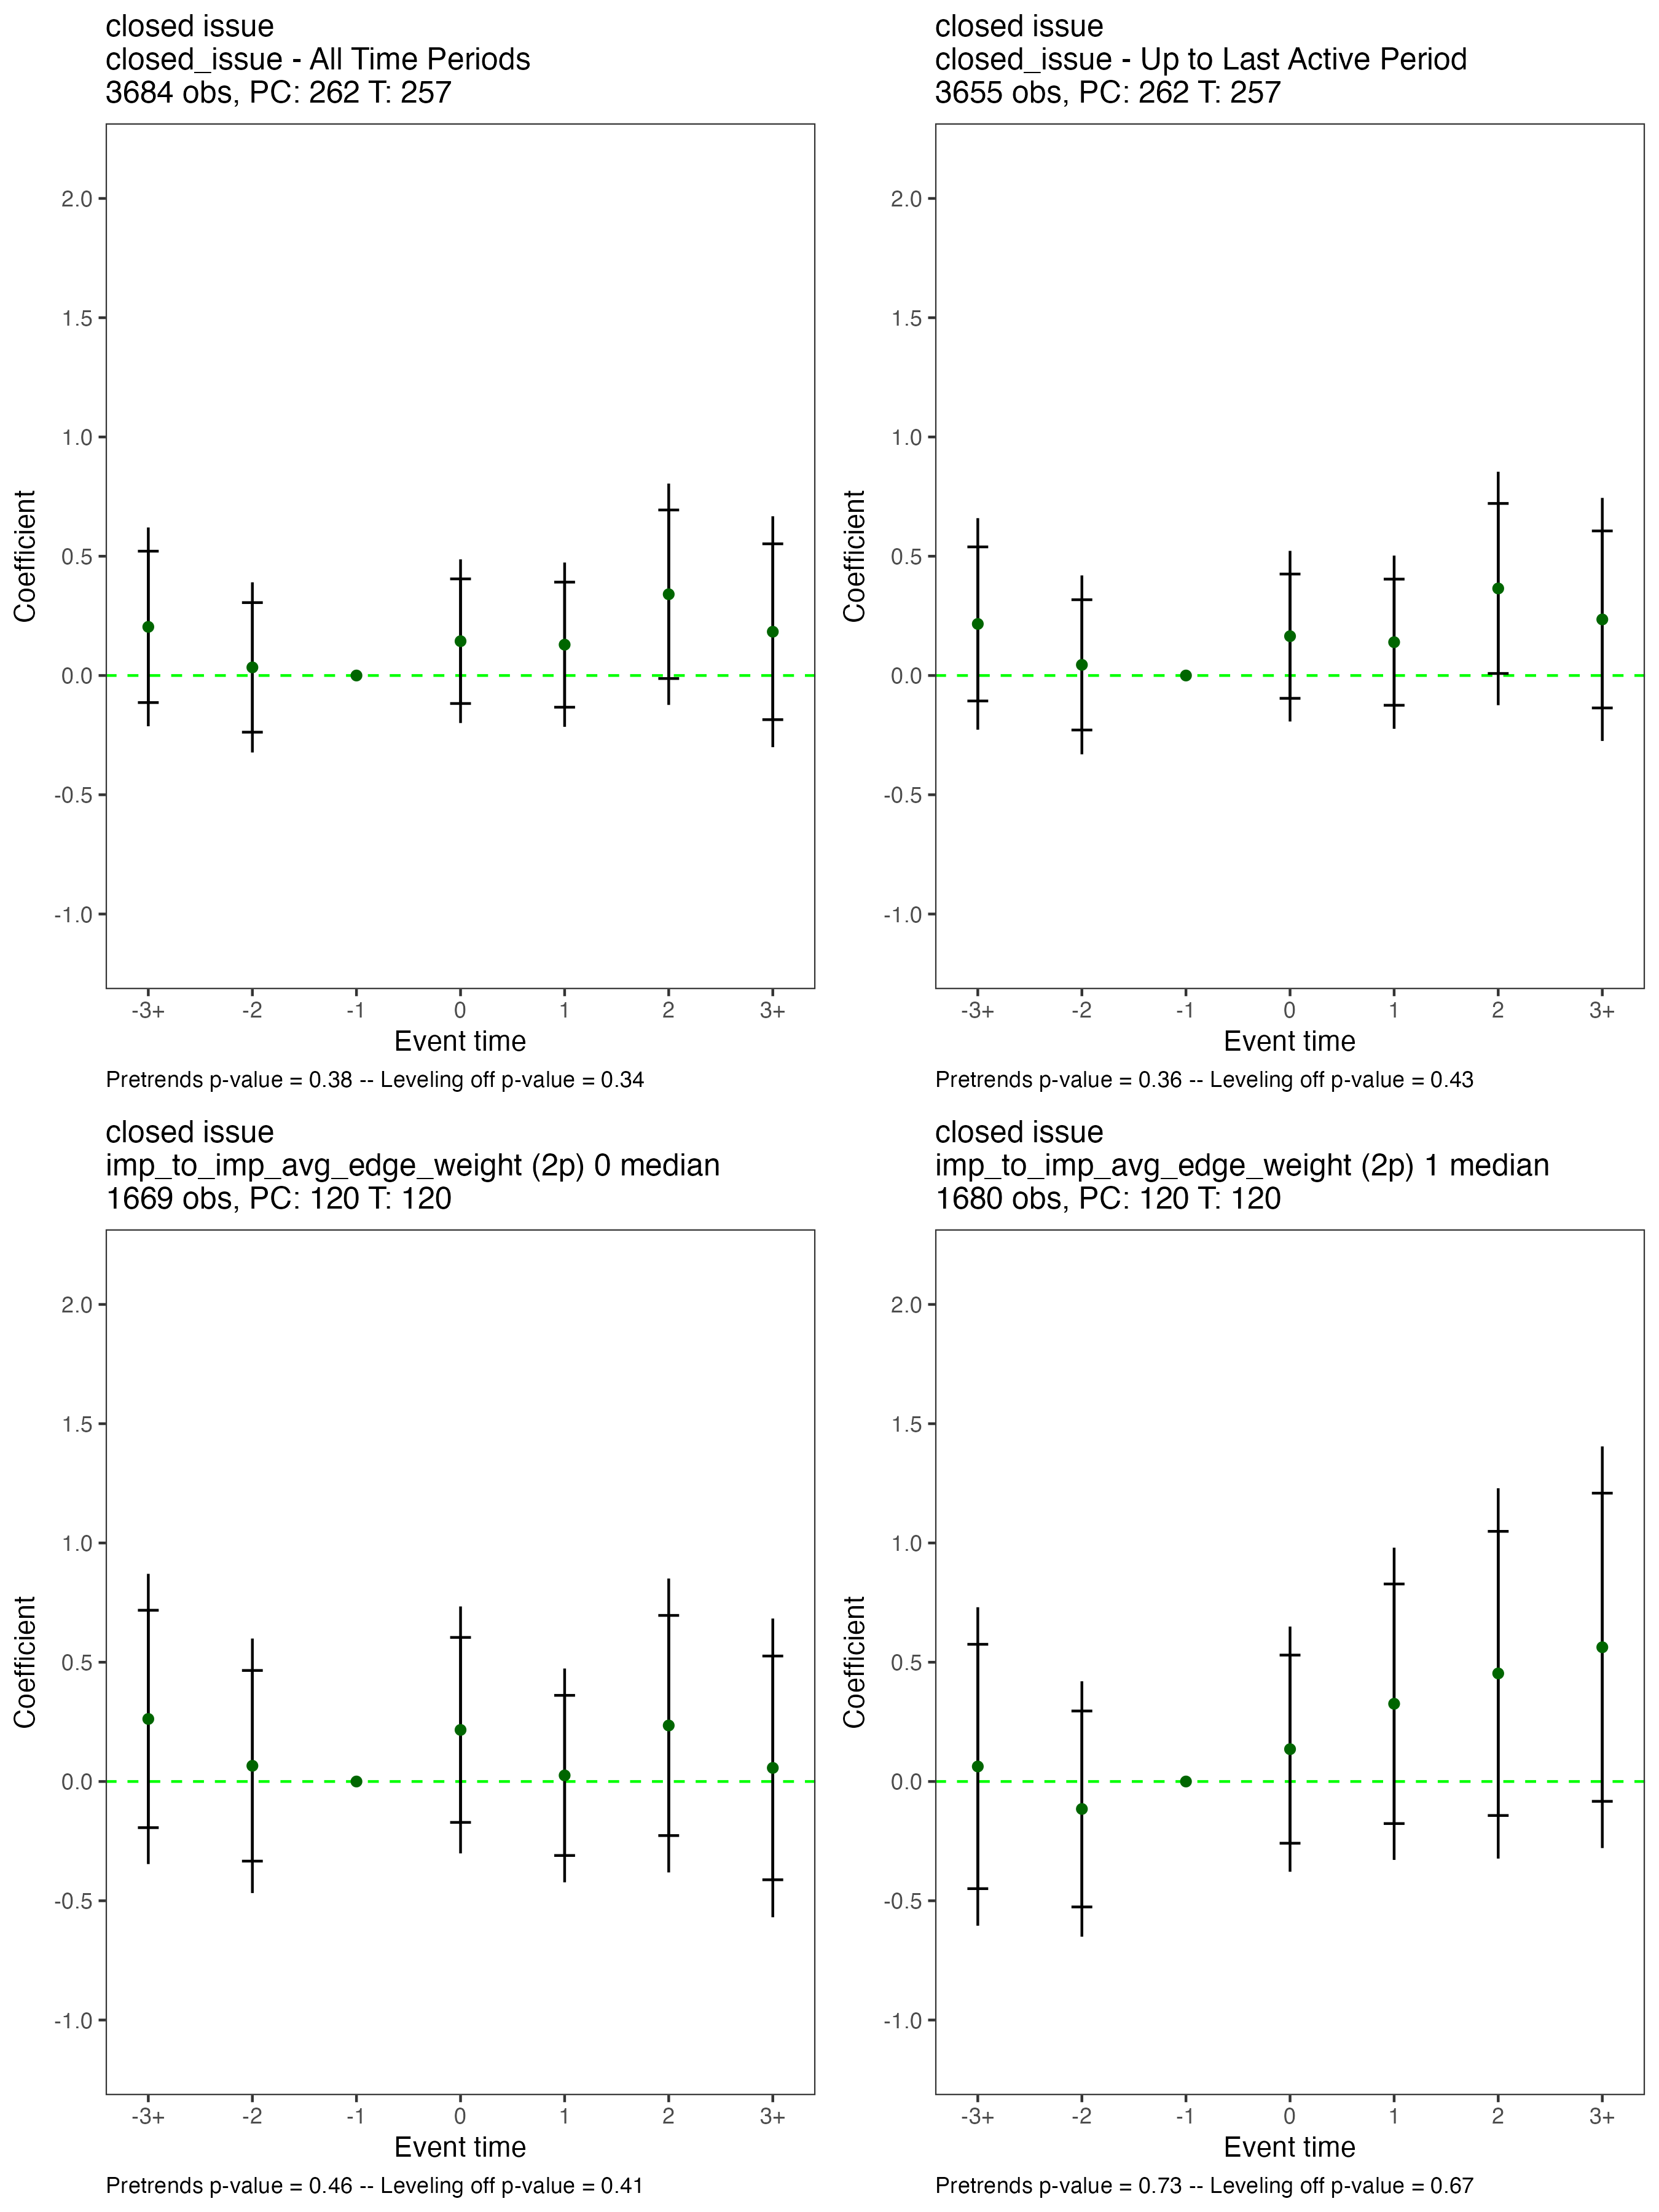 closed issue
closed_issue - All Time Periods
3684 obs, PC: 262 T: 257
2.0
1.5
1.0
0.5
0.0
-0.5
-1.0
Coefficient
-3+ -2 -1 0 1 2 3+
Event time
Pretrends p-value = 0.38 -- Leveling off p-value = 0.34
closed issue
closed_issue - Up to Last Active Period
3655 obs, PC: 262 T: 257
2.0
1.5
1.0
0.5
0.0
-0.5
-1.0
Coefficient
-3+ -2 -1 0 1 2 3+
Event time
Pretrends p-value = 0.36 -- Leveling off p-value = 0.43
closed issue
imp_to_imp_avg_edge_weight (2p) 0 median
1669 obs, PC: 120 T: 120
2.0
1.5
1.0
0.5
0.0
-0.5
-1.0
Coefficient
-3+ -2 -1 0 1 2 3+
Event time
Pretrends p-value = 0.46 -- Leveling off p-value = 0.41
closed issue
imp_to_imp_avg_edge_weight (2p) 1 median
1680 obs, PC: 120 T: 120
2.0
1.5
1.0
0.5
0.0
-0.5
-1.0
Coefficient
-3+ -2 -1 0 1 2 3+
Event time
Pretrends p-value = 0.73 -- Leveling off p-value = 0.67